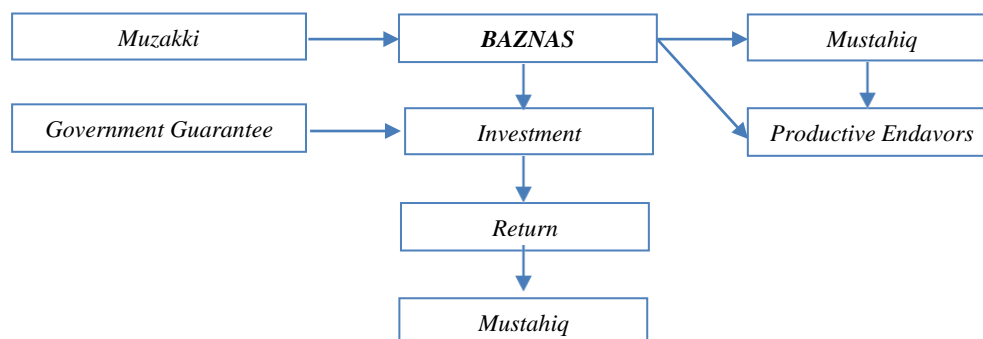 Muzakki
BAZNAS
Mustahiq
Government Guarantee
Investment
Productive Endavors
Return
Mustahiq